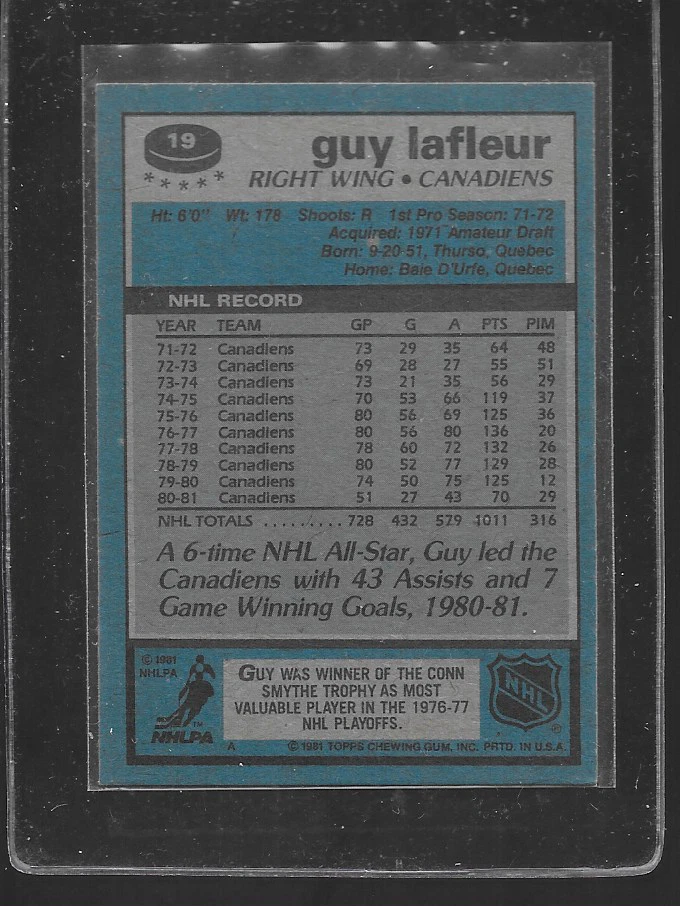 19
guy lafleur
* * * * *
RIGHT WING • CANADIENS
Ht: 6'0" Wt: 178 Shoots: R 1st Pro Season: 71-72
Acquired: 1971 Amateur Draft
Born: 9-20-51, Thurso, Quebec
Home: Baie D'Urfe, Quebec
NHL RECORD
YEAR TEAM GP G A PTS PIM
71-72 Canadiens 73 29 35 64 48
72-73 Canadiens 69 28 27 55 51
73-74 Canadiens 73 21 35 56 29
74-75 Canadiens 70 53 66 119 37
75-76 Canadiens 80 56 69 125 36
76-77 Canadiens 80 56 80 136 20
77-78 Canadiens 78 60 72 132 26
78-79 Canadiens 80 52 77 129 28
79-80 Canadiens 74 50 75 125 12
80-81 Canadiens 51 27 43 70 29
NHL TOTALS .......... 728 432 579 1011 316
A 6-time NHL All-Star, Guy led the
Canadiens with 43 Assists and 7
Game Winning Goals, 1980-81.
© 1981
NHLPA
NHLPA
TM
GUY WAS WINNER OF THE CONN
SMYTHE TROPHY AS MOST
VALUABLE PLAYER IN THE 1976-77
NHL PLAYOFFS.
NHL
®
A © 1981 TOPPS CHEWING GUM, INC. PRTD. IN U.S.A.